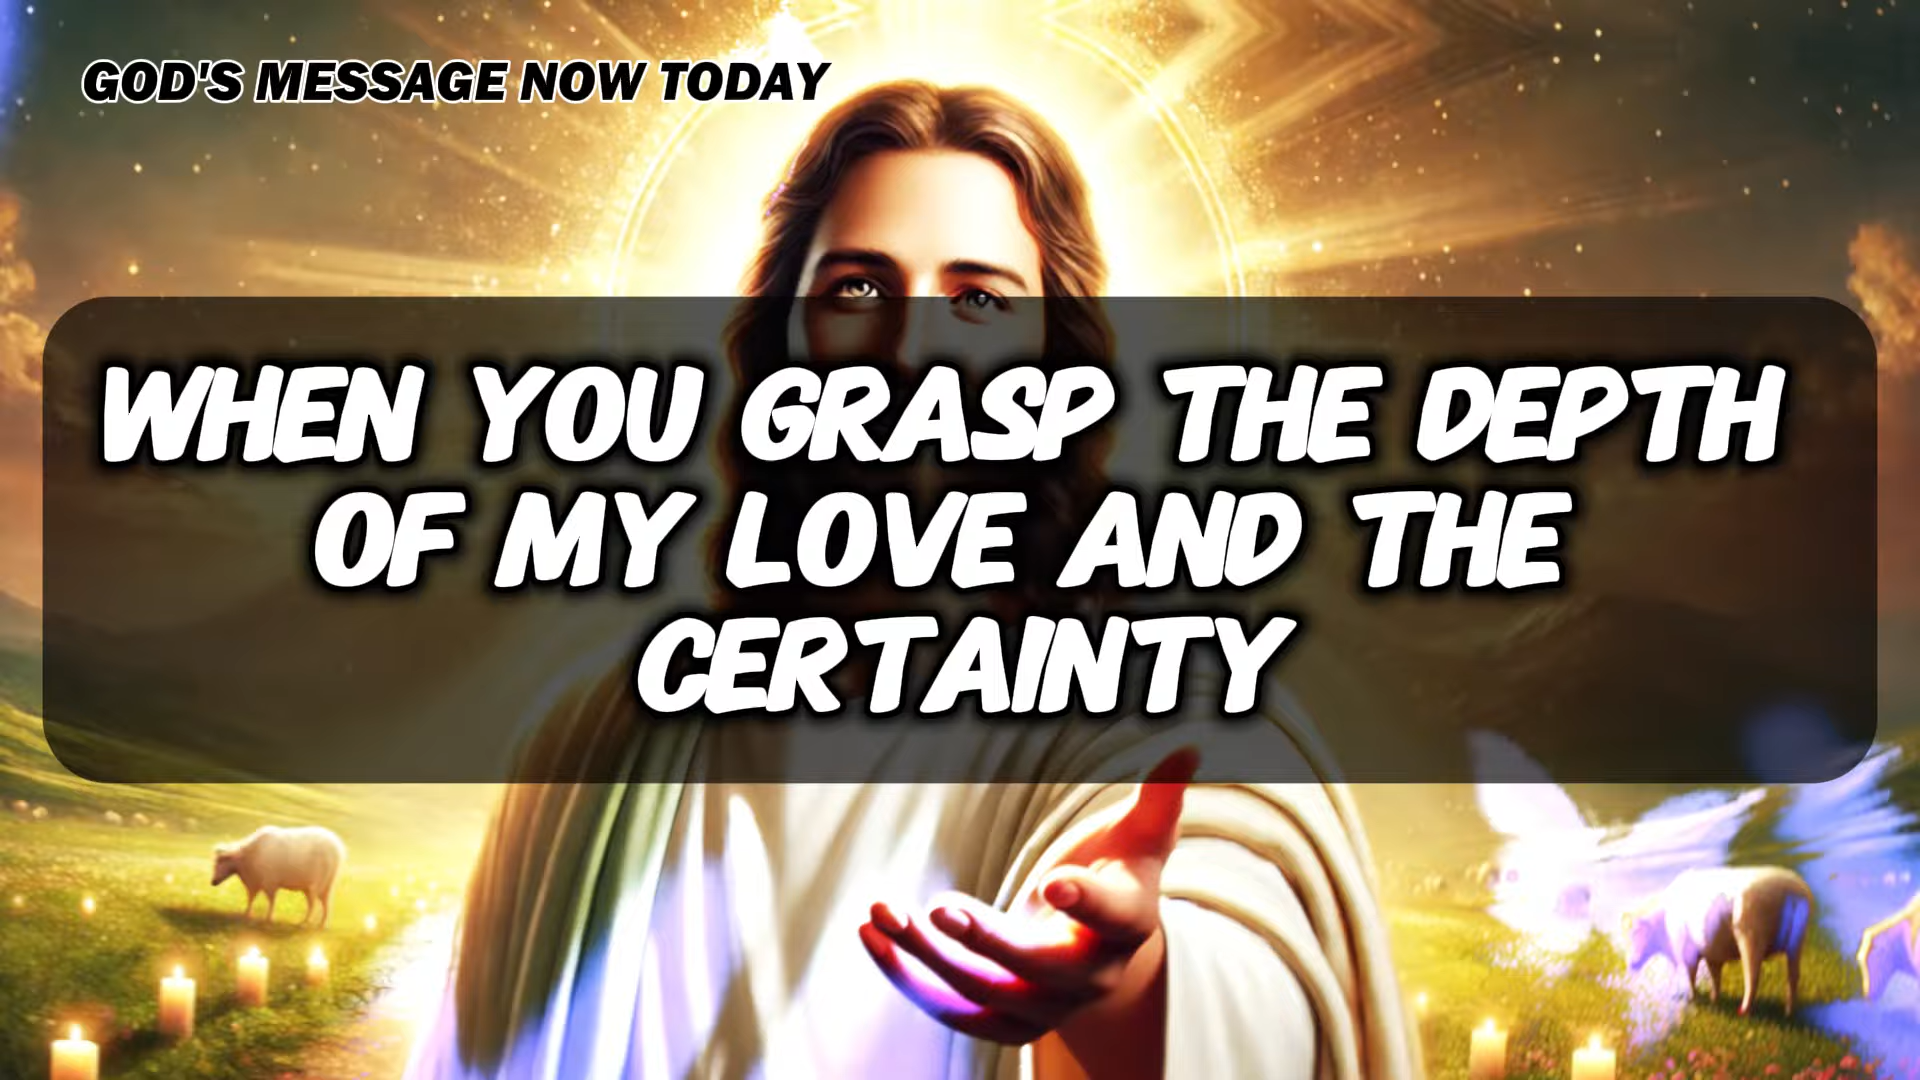 GOD'S MESSAGE NOW TODAY
WHEN YOU GRASP THE DEPTH
OF MY LOVE AND THE
CERTAINTY